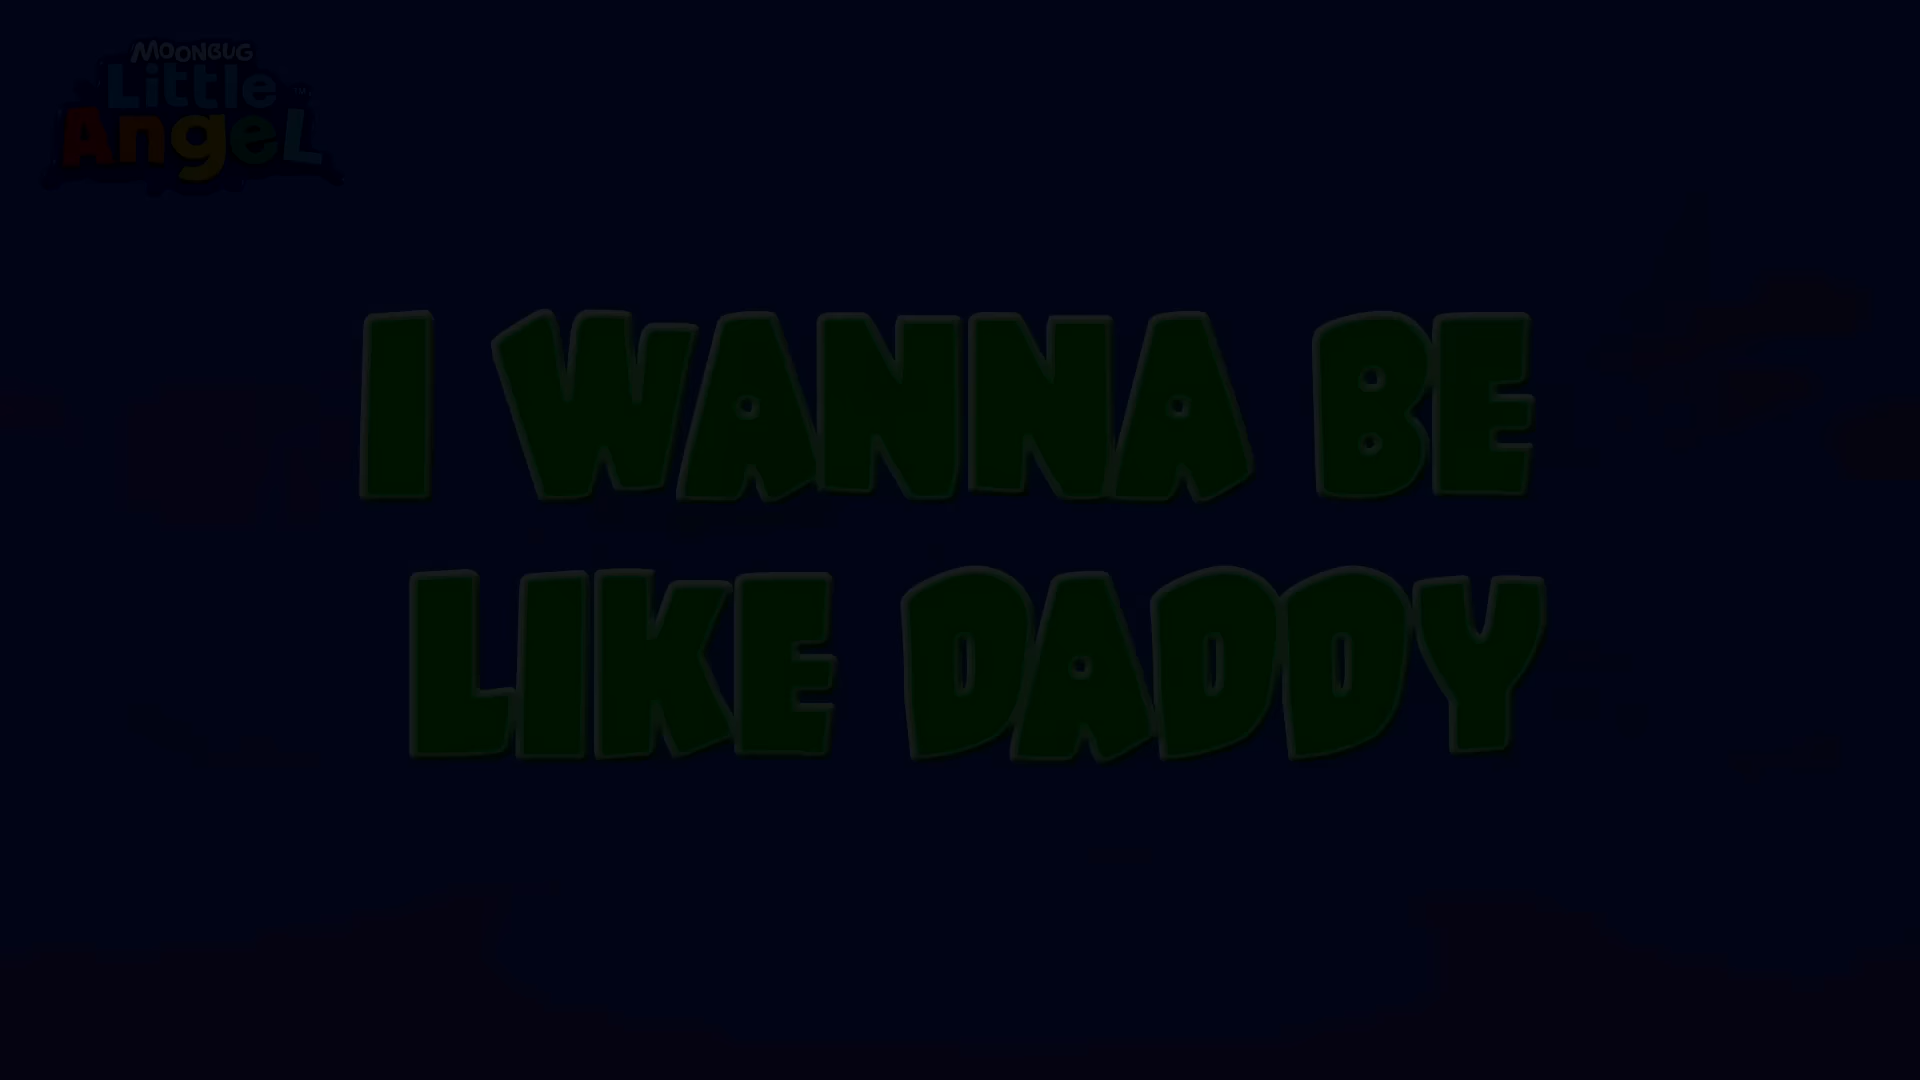 MOONBUG
Little
Angel
I WANNA BE
LIKE DADDY